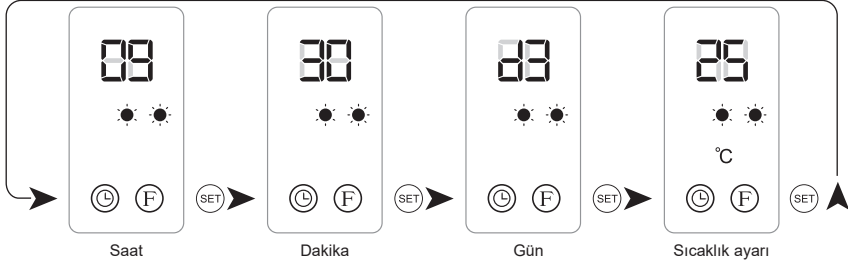 09 30 d3 25
°C
F SET F SET F SET F SET
Saat Dakika Gün Sıcaklık ayarı